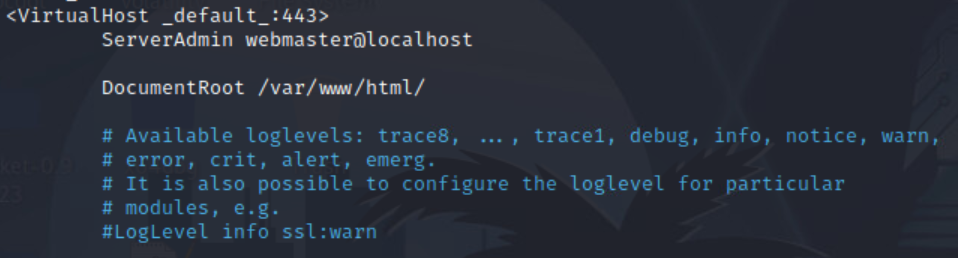 <VirtualHost _default_:443>
ServerAdmin webmaster@localhost
DocumentRoot /var/www/html/
# Available loglevels: trace8, ..., trace1, debug, info, notice, warn,
# error, crit, alert, emerg.
# It is also possible to configure the loglevel for particular
# modules, e.g.
#LogLevel info ssl:warn